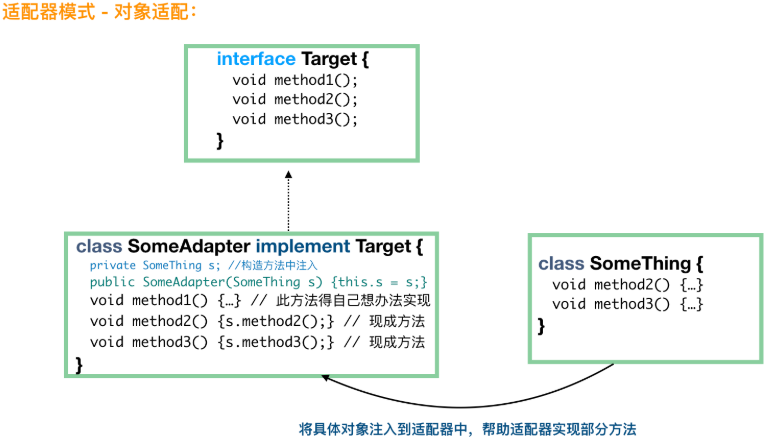 适配器模式 - 对象适配：
interface Target {
void method1();
void method2();
void method3();
}
class SomeAdapter implement Target {
private SomeThing s; //构造方法中注入
public SomeAdapter(SomeThing s) {this.s = s;}
void method1() {…} // 此方法得自己想办法实现
void method2() {s.method2();} // 现成方法
void method3() {s.method3();} // 现成方法
}
class SomeThing {
void method2() {…}
void method3() {…}
}
将具体对象注入到适配器中，帮助适配器实现部分方法